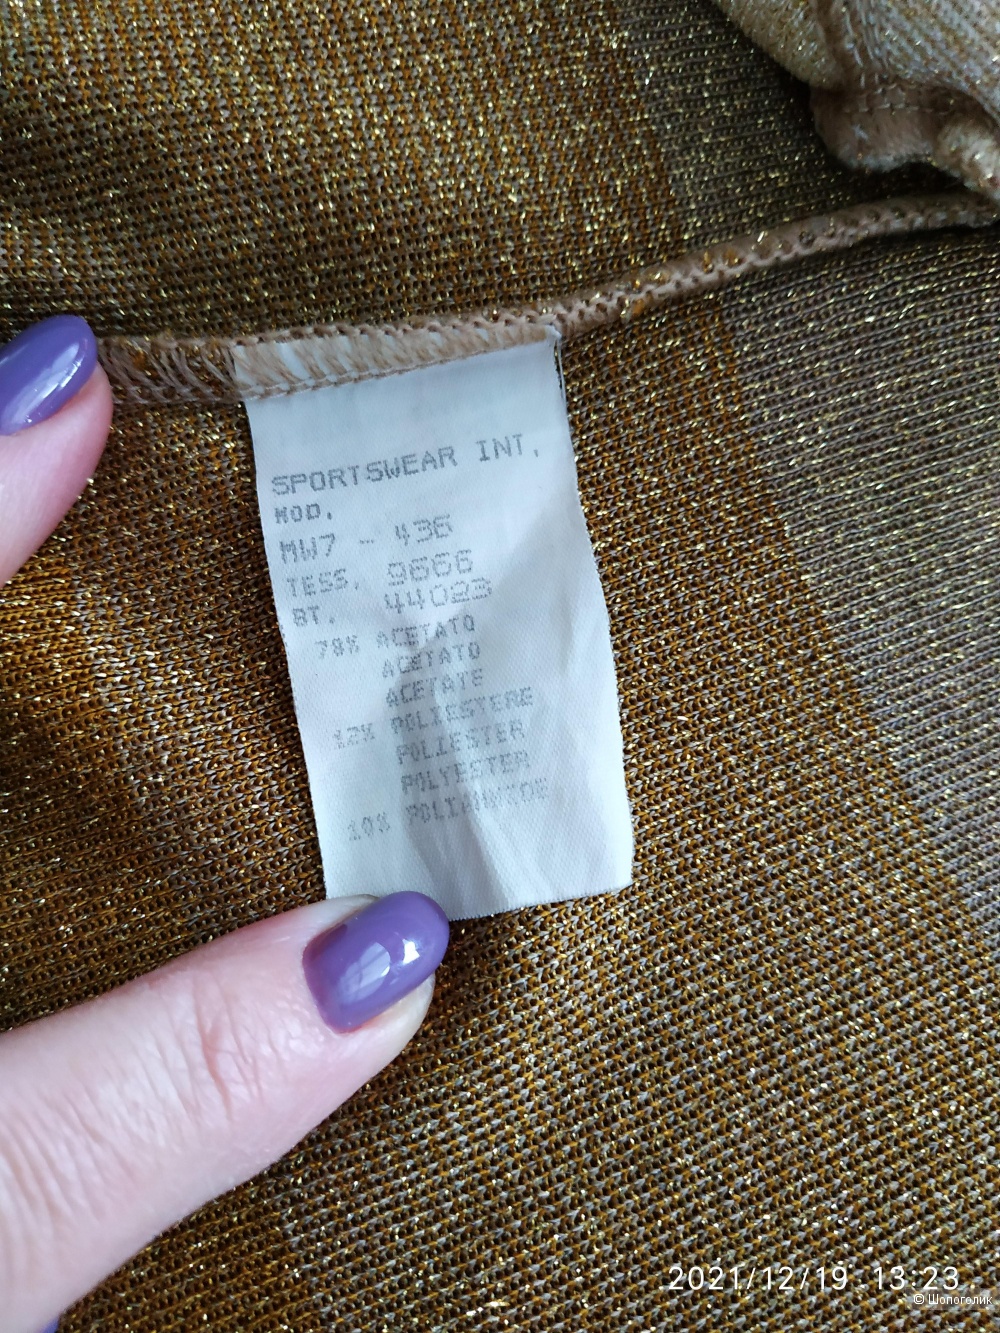 SPORTSWEAR INT.
MOD.
MW7 - 436
TESS. 9666
BT. 44023
78% ACETATO
ACETATO
ACETATE
12% POLIESTERE
POLIESTER
POLYESTER
10% POLIAMMIDE
2021/12/19 13:23
© Шопоголик